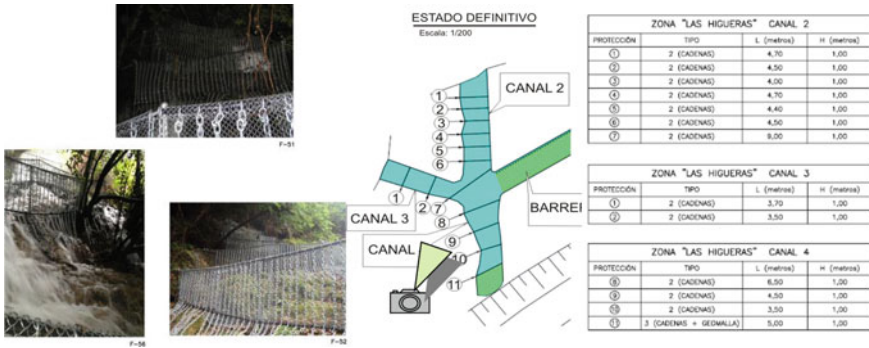 F-51
F-56
F-52
ESTADO DEFINITIVO
Escala: 1/200
CANAL 2
1
2
3
4
5
6
1
2
7
CANAL 3
8
CANAL
BARRE
9
10
11
ZONA "LAS HIGUERAS" CANAL 2
PROTECCIÓN TIPO L (metros) H (metros)
1 2 (CADENAS) 4,70 1,00
2 2 (CADENAS) 4,50 1,00
3 2 (CADENAS) 4,00 1,00
4 2 (CADENAS) 4,70 1,00
5 2 (CADENAS) 4,40 1,00
6 2 (CADENAS) 4,50 1,00
7 2 (CADENAS) 9,00 1,00
ZONA "LAS HIGUERAS" CANAL 3
PROTECCIÓN TIPO L (metros) H (metros)
1 2 (CADENAS) 3,70 1,00
2 2 (CADENAS) 3,50 1,00
ZONA "LAS HIGUERAS" CANAL 4
PROTECCIÓN TIPO L (metros) H (metros)
8 2 (CADENAS) 6,50 1,00
9 2 (CADENAS) 4,50 1,00
10 2 (CADENAS) 3,50 1,00
11 3 (CADENAS + GEOMALLA) 5,00 1,00